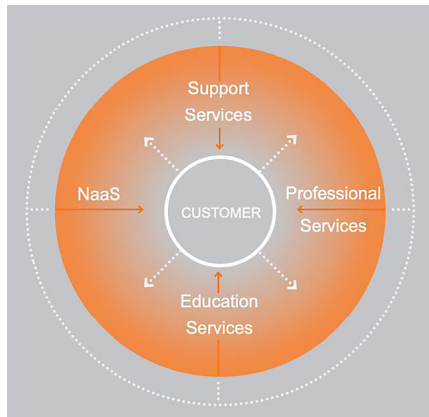 Support
Services
NaaS
CUSTOMER
Professional
Services
Education
Services